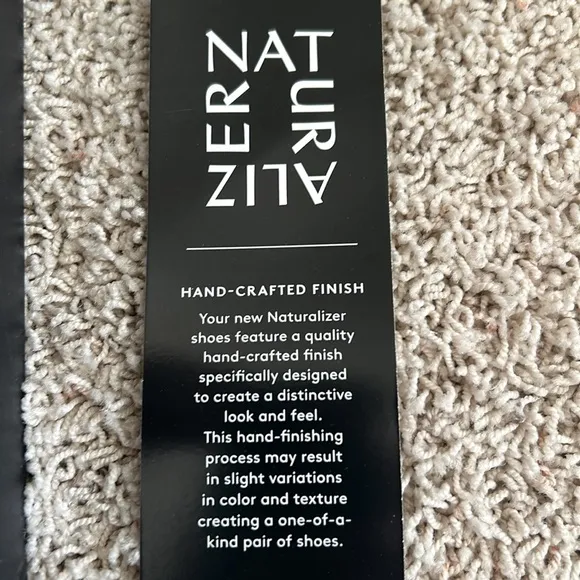 NATURALIZER
HAND-CRAFTED FINISH
Your new Naturalizer
shoes feature a quality
hand-crafted finish
specifically designed
to create a distinctive
look and feel.
This hand-finishing
process may result
in slight variations
in color and texture
creating a one-of-a-
kind pair of shoes.